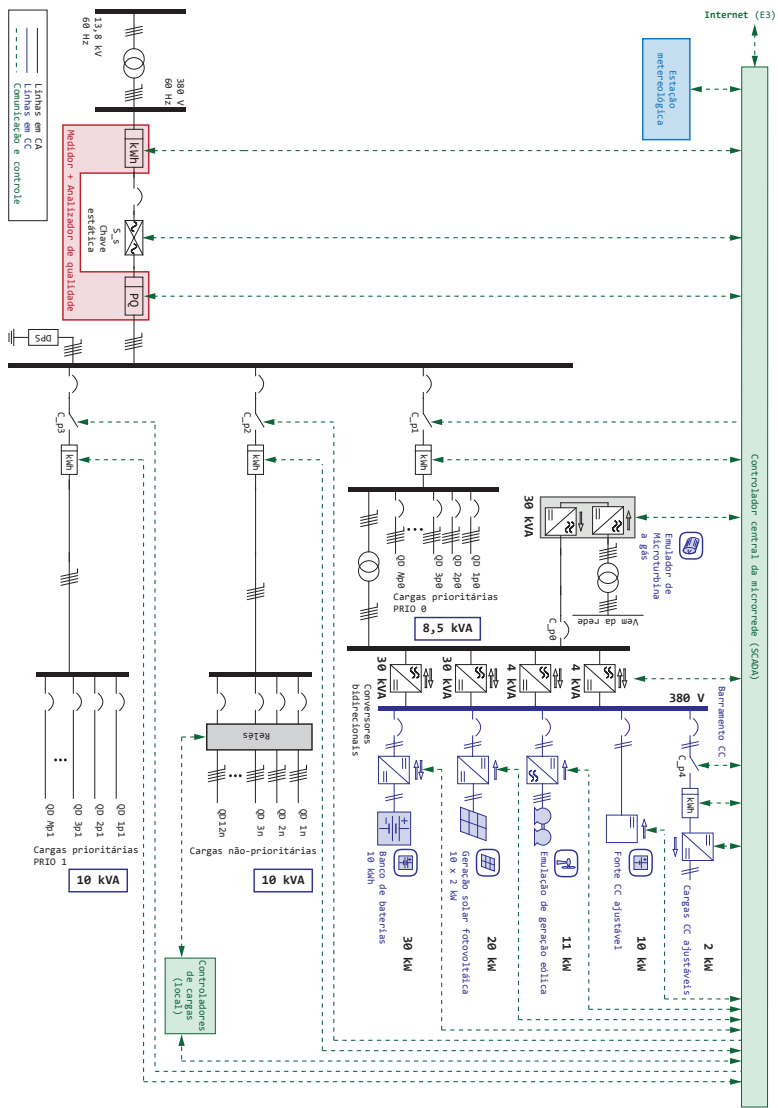 Internet (E3)
Controlador central da microrrede (SCADA)
Estação
metereológica
13,8 kV
60 Hz
380 V
60 Hz
Linhas em CA
Linhas em CC
Comunicação e controle
Medidor + Analizador de qualidade
kWh
S_s
Chave
estática
PQ
DPS
C_p3
C_p2
C_p1
kWh
kWh
kWh
30 kVA
Emulador de
Microturbina
a gás
Vem da rede
C_p0
QD Np0
QD 3p0
QD 2p0
QD 1p0
Cargas prioritárias
PRIO 0
8,5 kVA
30 kVA
30 kVA
4 kVA
4 kVA
Conversores
bidirecionais
380 V
Barramento CC
C_p4
kWh
Relés
QD Mp1
QD 3p1
QD 2p1
QD 1p1
Cargas prioritárias
PRIO 1
10 kVA
QD12n
QD 3n
QD 2n
QD 1n
Cargas não-prioritárias
10 kVA
Banco de baterias
10 kWh
30 kW
Geração solar fotovoltáica
10 x 2 kW
20 kW
Emulação de geração eólica
11 kW
Fonte CC ajustável
10 kW
Cargas CC ajustáveis
2 kW
Controladores
de cargas
(local)